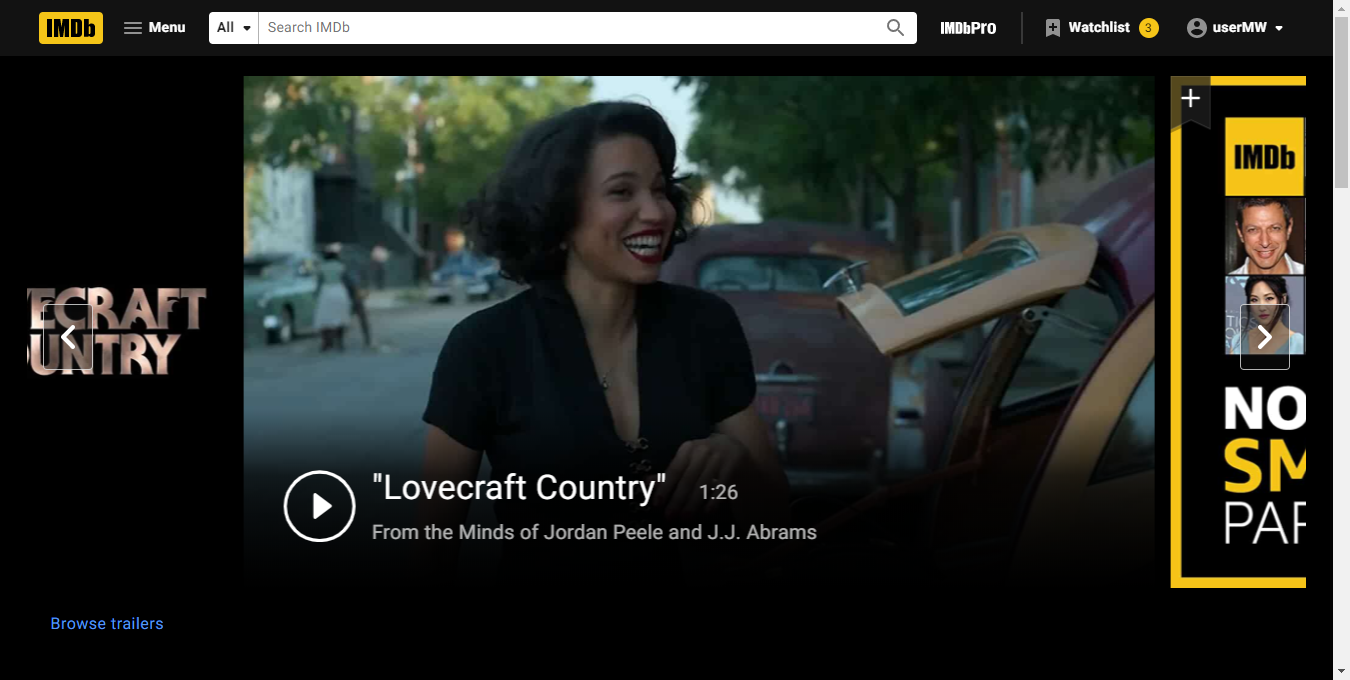 IMDb
Menu
All
Search IMDb
IMDbPro
Watchlist 3
userMW
ECRAFT
UNTRY
"Lovecraft Country" 1:26
From the Minds of Jordan Peele and J.J. Abrams
IMDb
NO
SM
PAR
Browse trailers